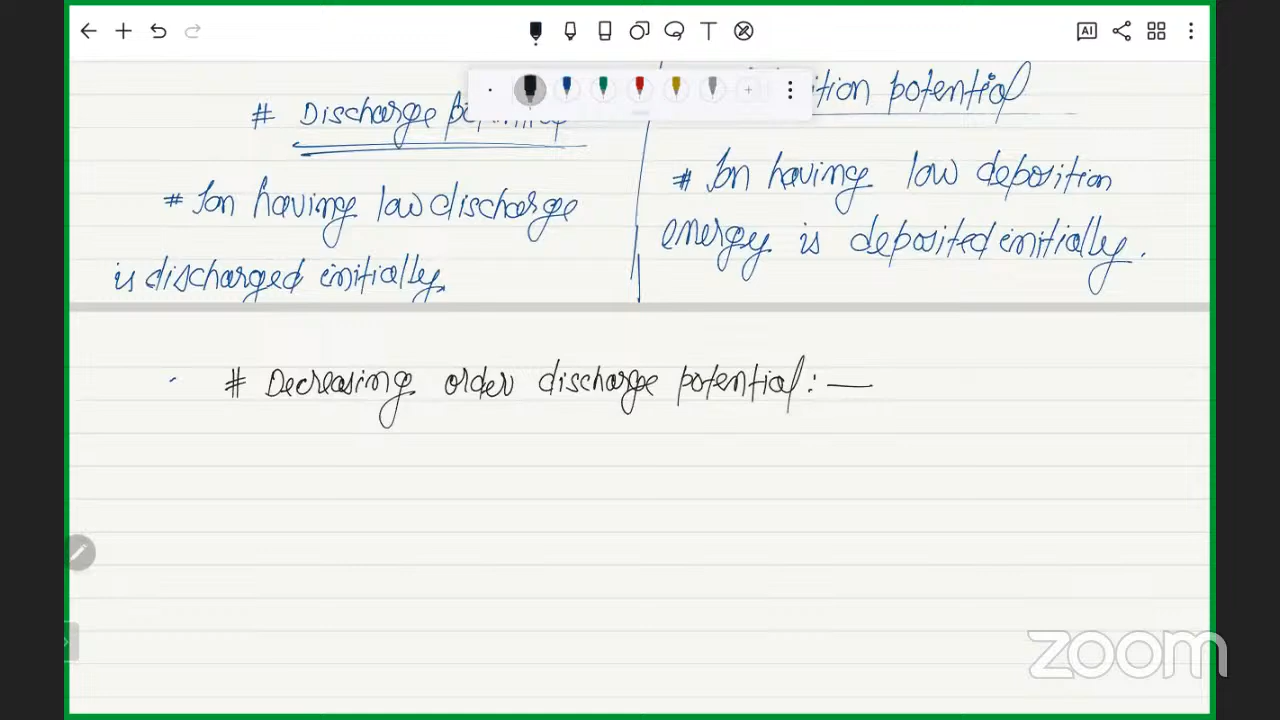 AI
# Discharge
# Ion having low discharge
is discharged initially.
potential
# Ion having low deposition
energy is deposited initially.
# Decreasing order discharge potential : —
zoom